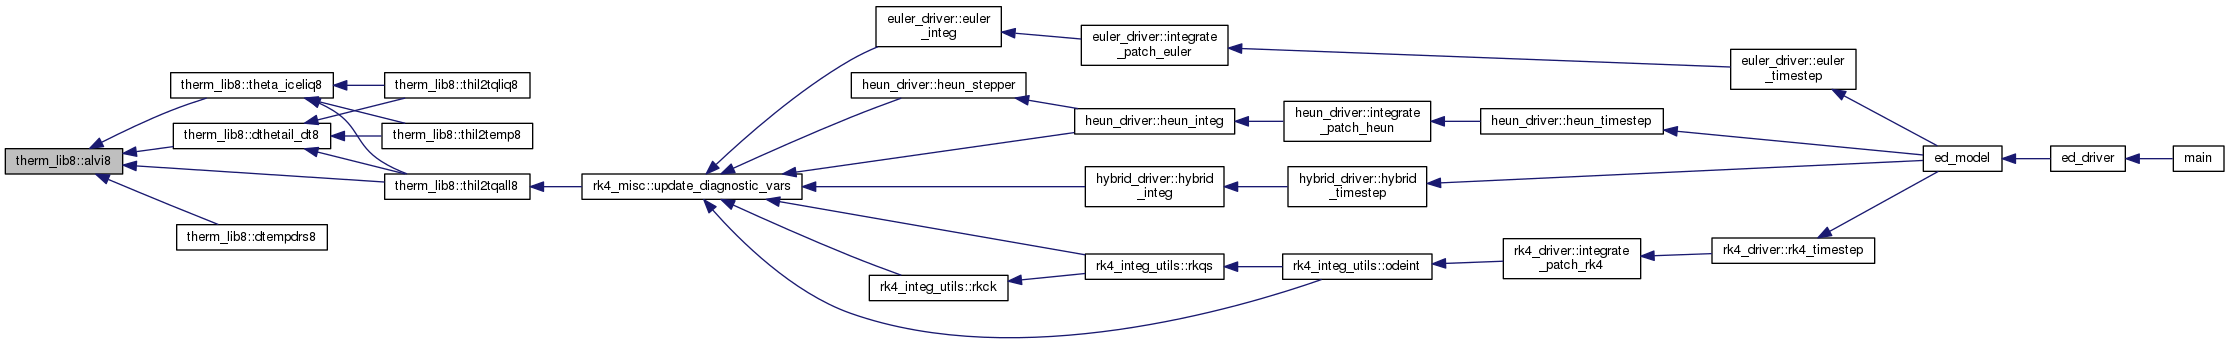 therm_lib8::alvi8
therm_lib8::theta_iceliq8
therm_lib8::dthetail_dt8
therm_lib8::dtempdrs8
therm_lib8::thil2tqliq8
therm_lib8::thil2temp8
therm_lib8::thil2tqall8
rk4_misc::update_diagnostic_vars
euler_driver::euler
_integ
heun_driver::heun_stepper
rk4_integ_utils::rkck
euler_driver::integrate
_patch_euler
heun_driver::heun_integ
hybrid_driver::hybrid
_integ
rk4_integ_utils::rkqs
heun_driver::integrate
_patch_heun
hybrid_driver::hybrid
_timestep
rk4_integ_utils::odeint
heun_driver::heun_timestep
rk4_driver::integrate
_patch_rk4
euler_driver::euler
_timestep
rk4_driver::rk4_timestep
ed_model
ed_driver
main